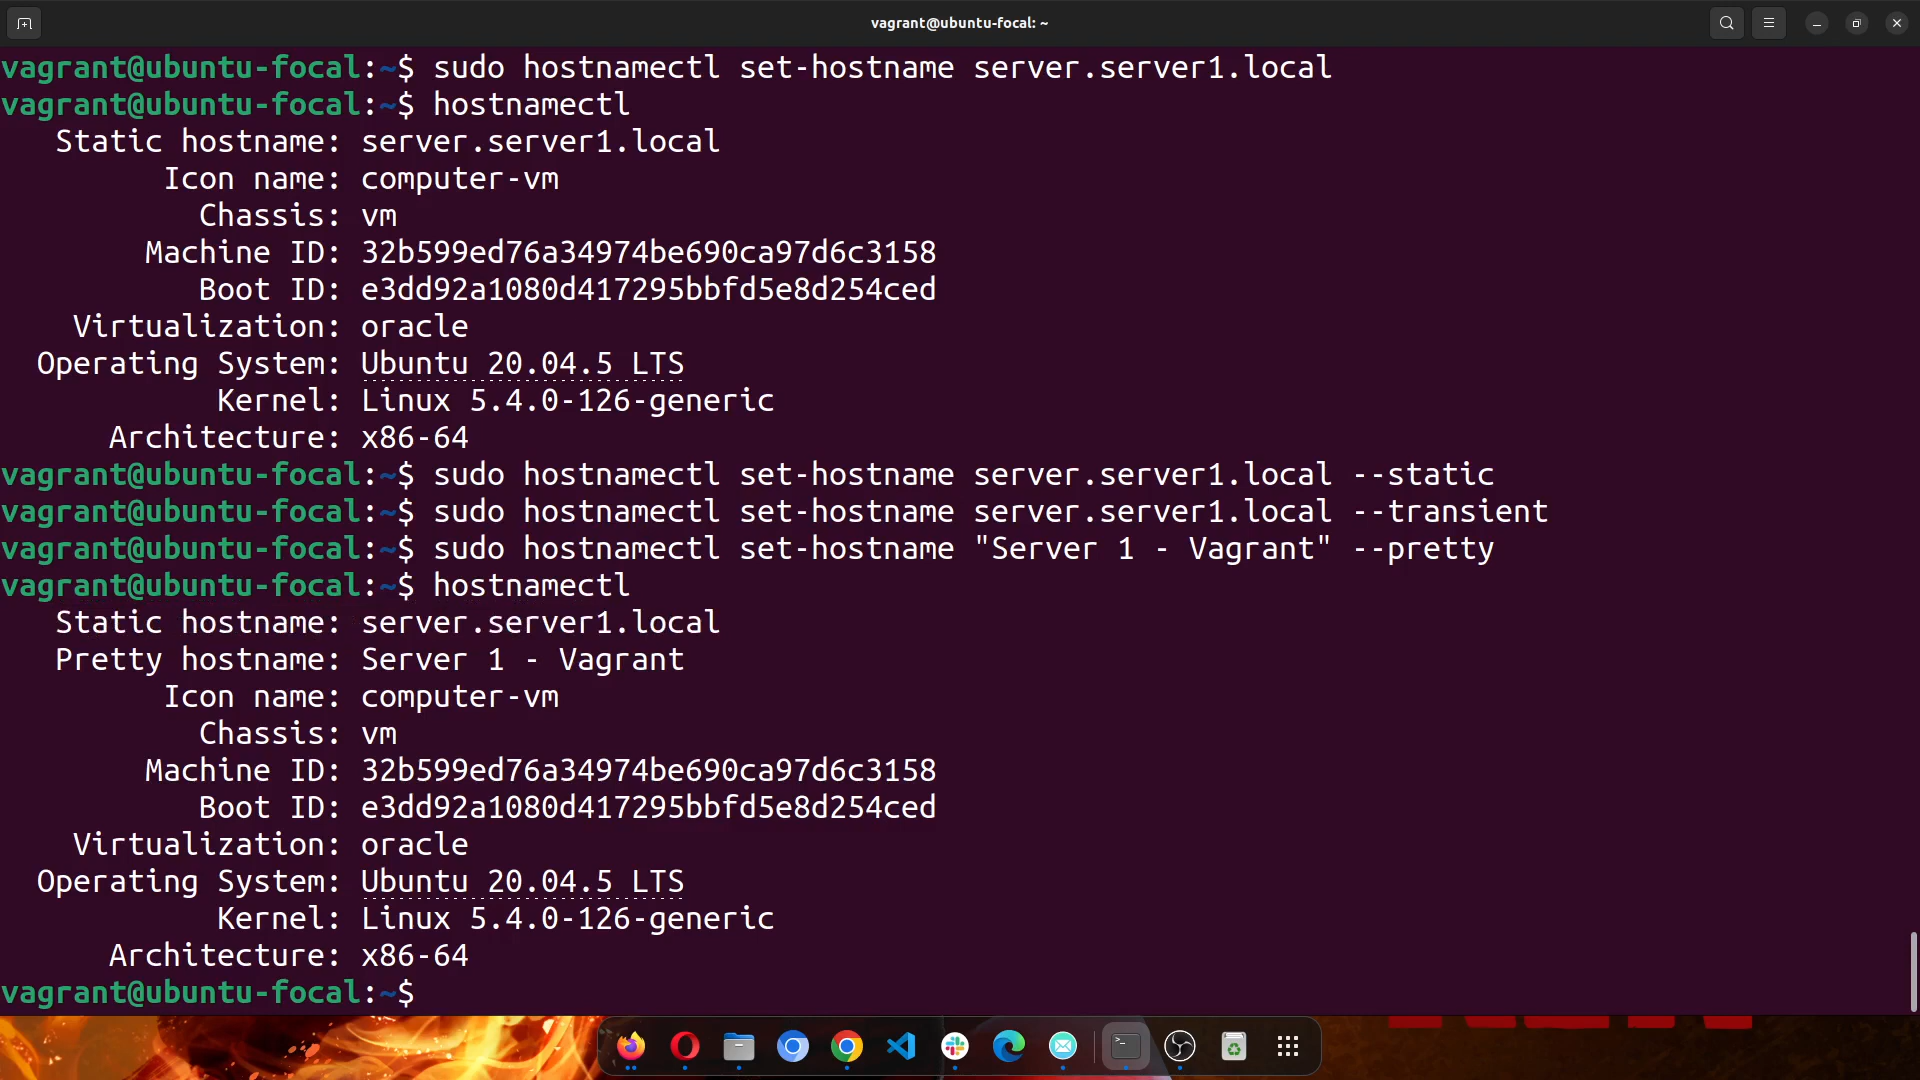 vagrant@ubuntu-focal: ~
vagrant@ubuntu-focal:~$ sudo hostnamectl set-hostname server.server1.local
vagrant@ubuntu-focal:~$ hostnamectl
Static hostname: server.server1.local
Icon name: computer-vm
Chassis: vm
Machine ID: 32b599ed76a34974be690ca97d6c3158
Boot ID: e3dd92a1080d417295bbfd5e8d254ced
Virtualization: oracle
Operating System: Ubuntu 20.04.5 LTS
Kernel: Linux 5.4.0-126-generic
Architecture: x86-64
vagrant@ubuntu-focal:~$ sudo hostnamectl set-hostname server.server1.local --static
vagrant@ubuntu-focal:~$ sudo hostnamectl set-hostname server.server1.local --transient
vagrant@ubuntu-focal:~$ sudo hostnamectl set-hostname "Server 1 - Vagrant" --pretty
vagrant@ubuntu-focal:~$ hostnamectl
Static hostname: server.server1.local
Pretty hostname: Server 1 - Vagrant
Icon name: computer-vm
Chassis: vm
Machine ID: 32b599ed76a34974be690ca97d6c3158
Boot ID: e3dd92a1080d417295bbfd5e8d254ced
Virtualization: oracle
Operating System: Ubuntu 20.04.5 LTS
Kernel: Linux 5.4.0-126-generic
Architecture: x86-64
vagrant@ubuntu-focal:~$